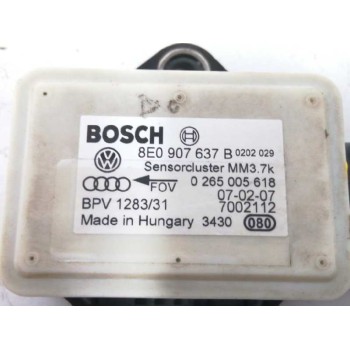 BOSCH
8E0 907 637 B 0202 029
Sensorcluster MM3.7k
FOV 0 265 005 618
BPV 1283/31 07-02-07
7002112
Made in Hungary 3430 080